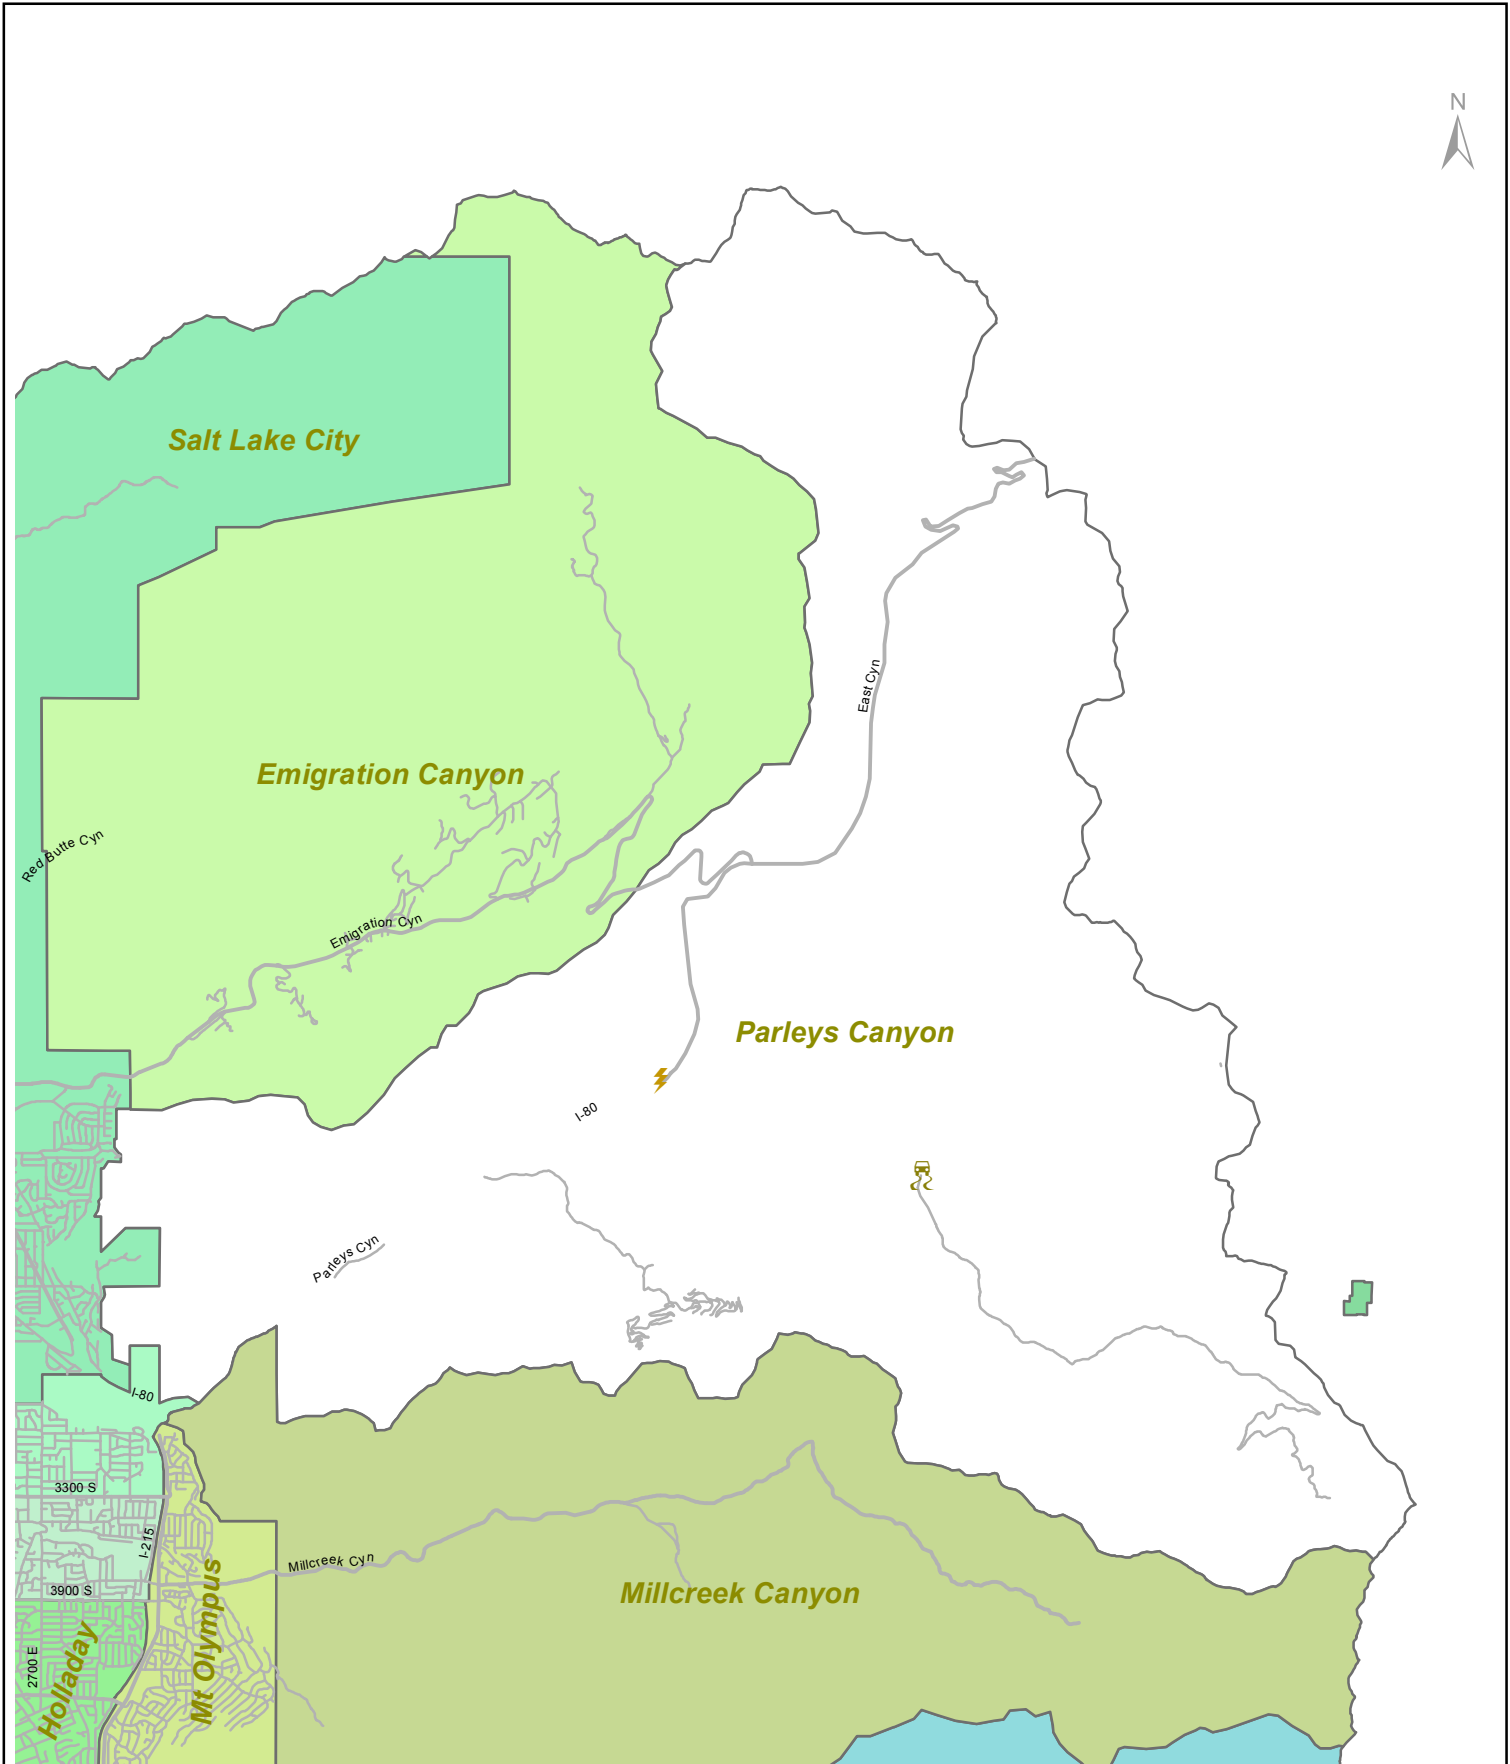 N
Salt Lake City
East Cyn
Emigration Canyon
Red Butte Cyn
Emigration Cyn
Parleys Canyon
I-80
Parleys Cyn
I-80
3300 S
I-215
Millcreek Cyn
3900 S
Millcreek Canyon
Mt Olympus
Holladay
2700 E